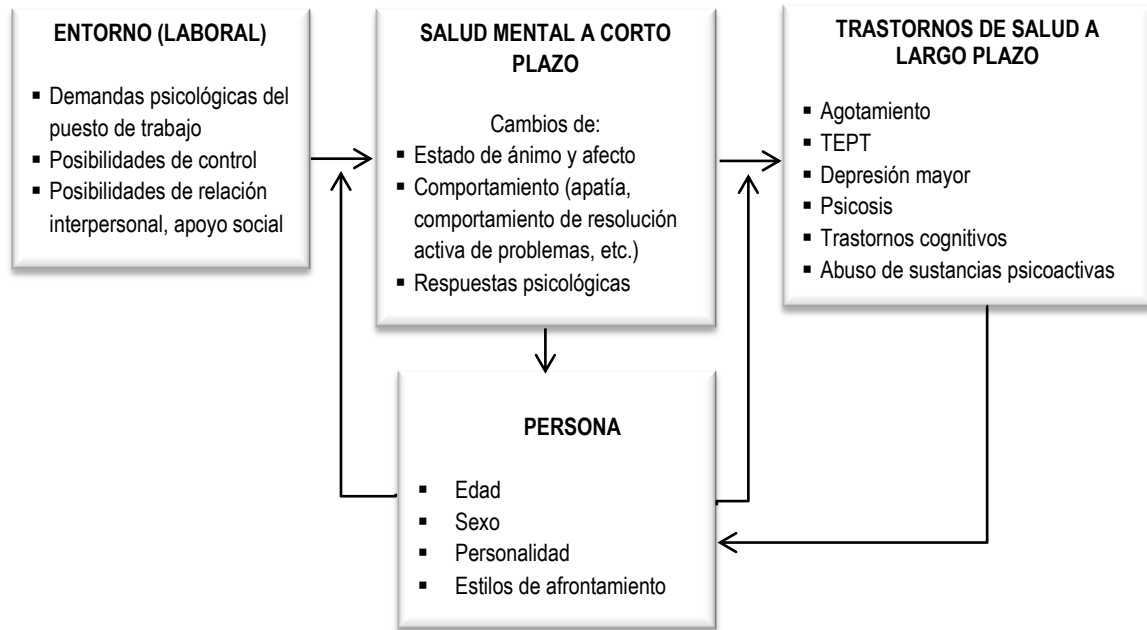 ENTORNO (LABORAL)
▪ Demandas psicológicas del
puesto de trabajo
▪ Posibilidades de control
▪ Posibilidades de relación
interpersonal, apoyo social
SALUD MENTAL A CORTO
PLAZO
Cambios de:
▪ Estado de ánimo y afecto
▪ Comportamiento (apatía,
comportamiento de resolución
activa de problemas, etc.)
▪ Respuestas psicológicas
TRASTORNOS DE SALUD A
LARGO PLAZO
▪ Agotamiento
▪ TEPT
▪ Depresión mayor
▪ Psicosis
▪ Trastornos cognitivos
▪ Abuso de sustancias psicoactivas
PERSONA
▪ Edad
▪ Sexo
▪ Personalidad
▪ Estilos de afrontamiento